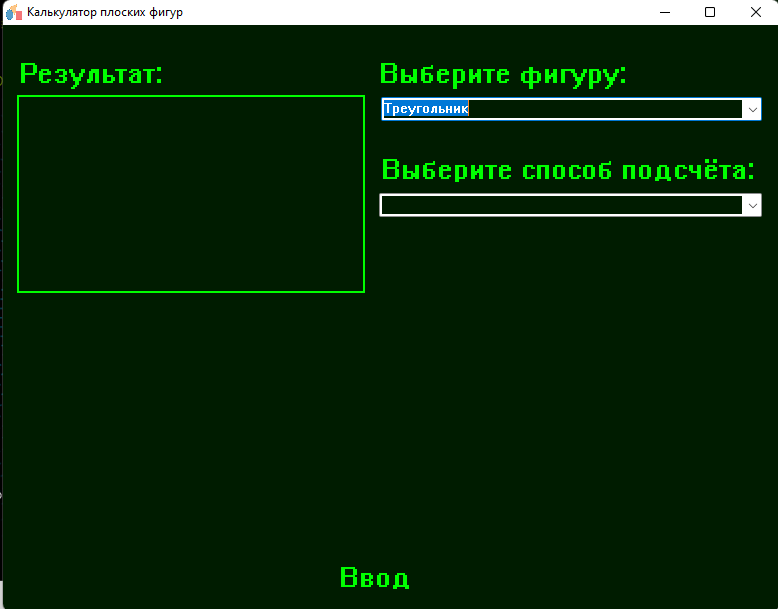 Калькулятор плоских фигур
Результат:
Выберите фигуру:
Треугольник
Выберите способ подсчёта:
Ввод